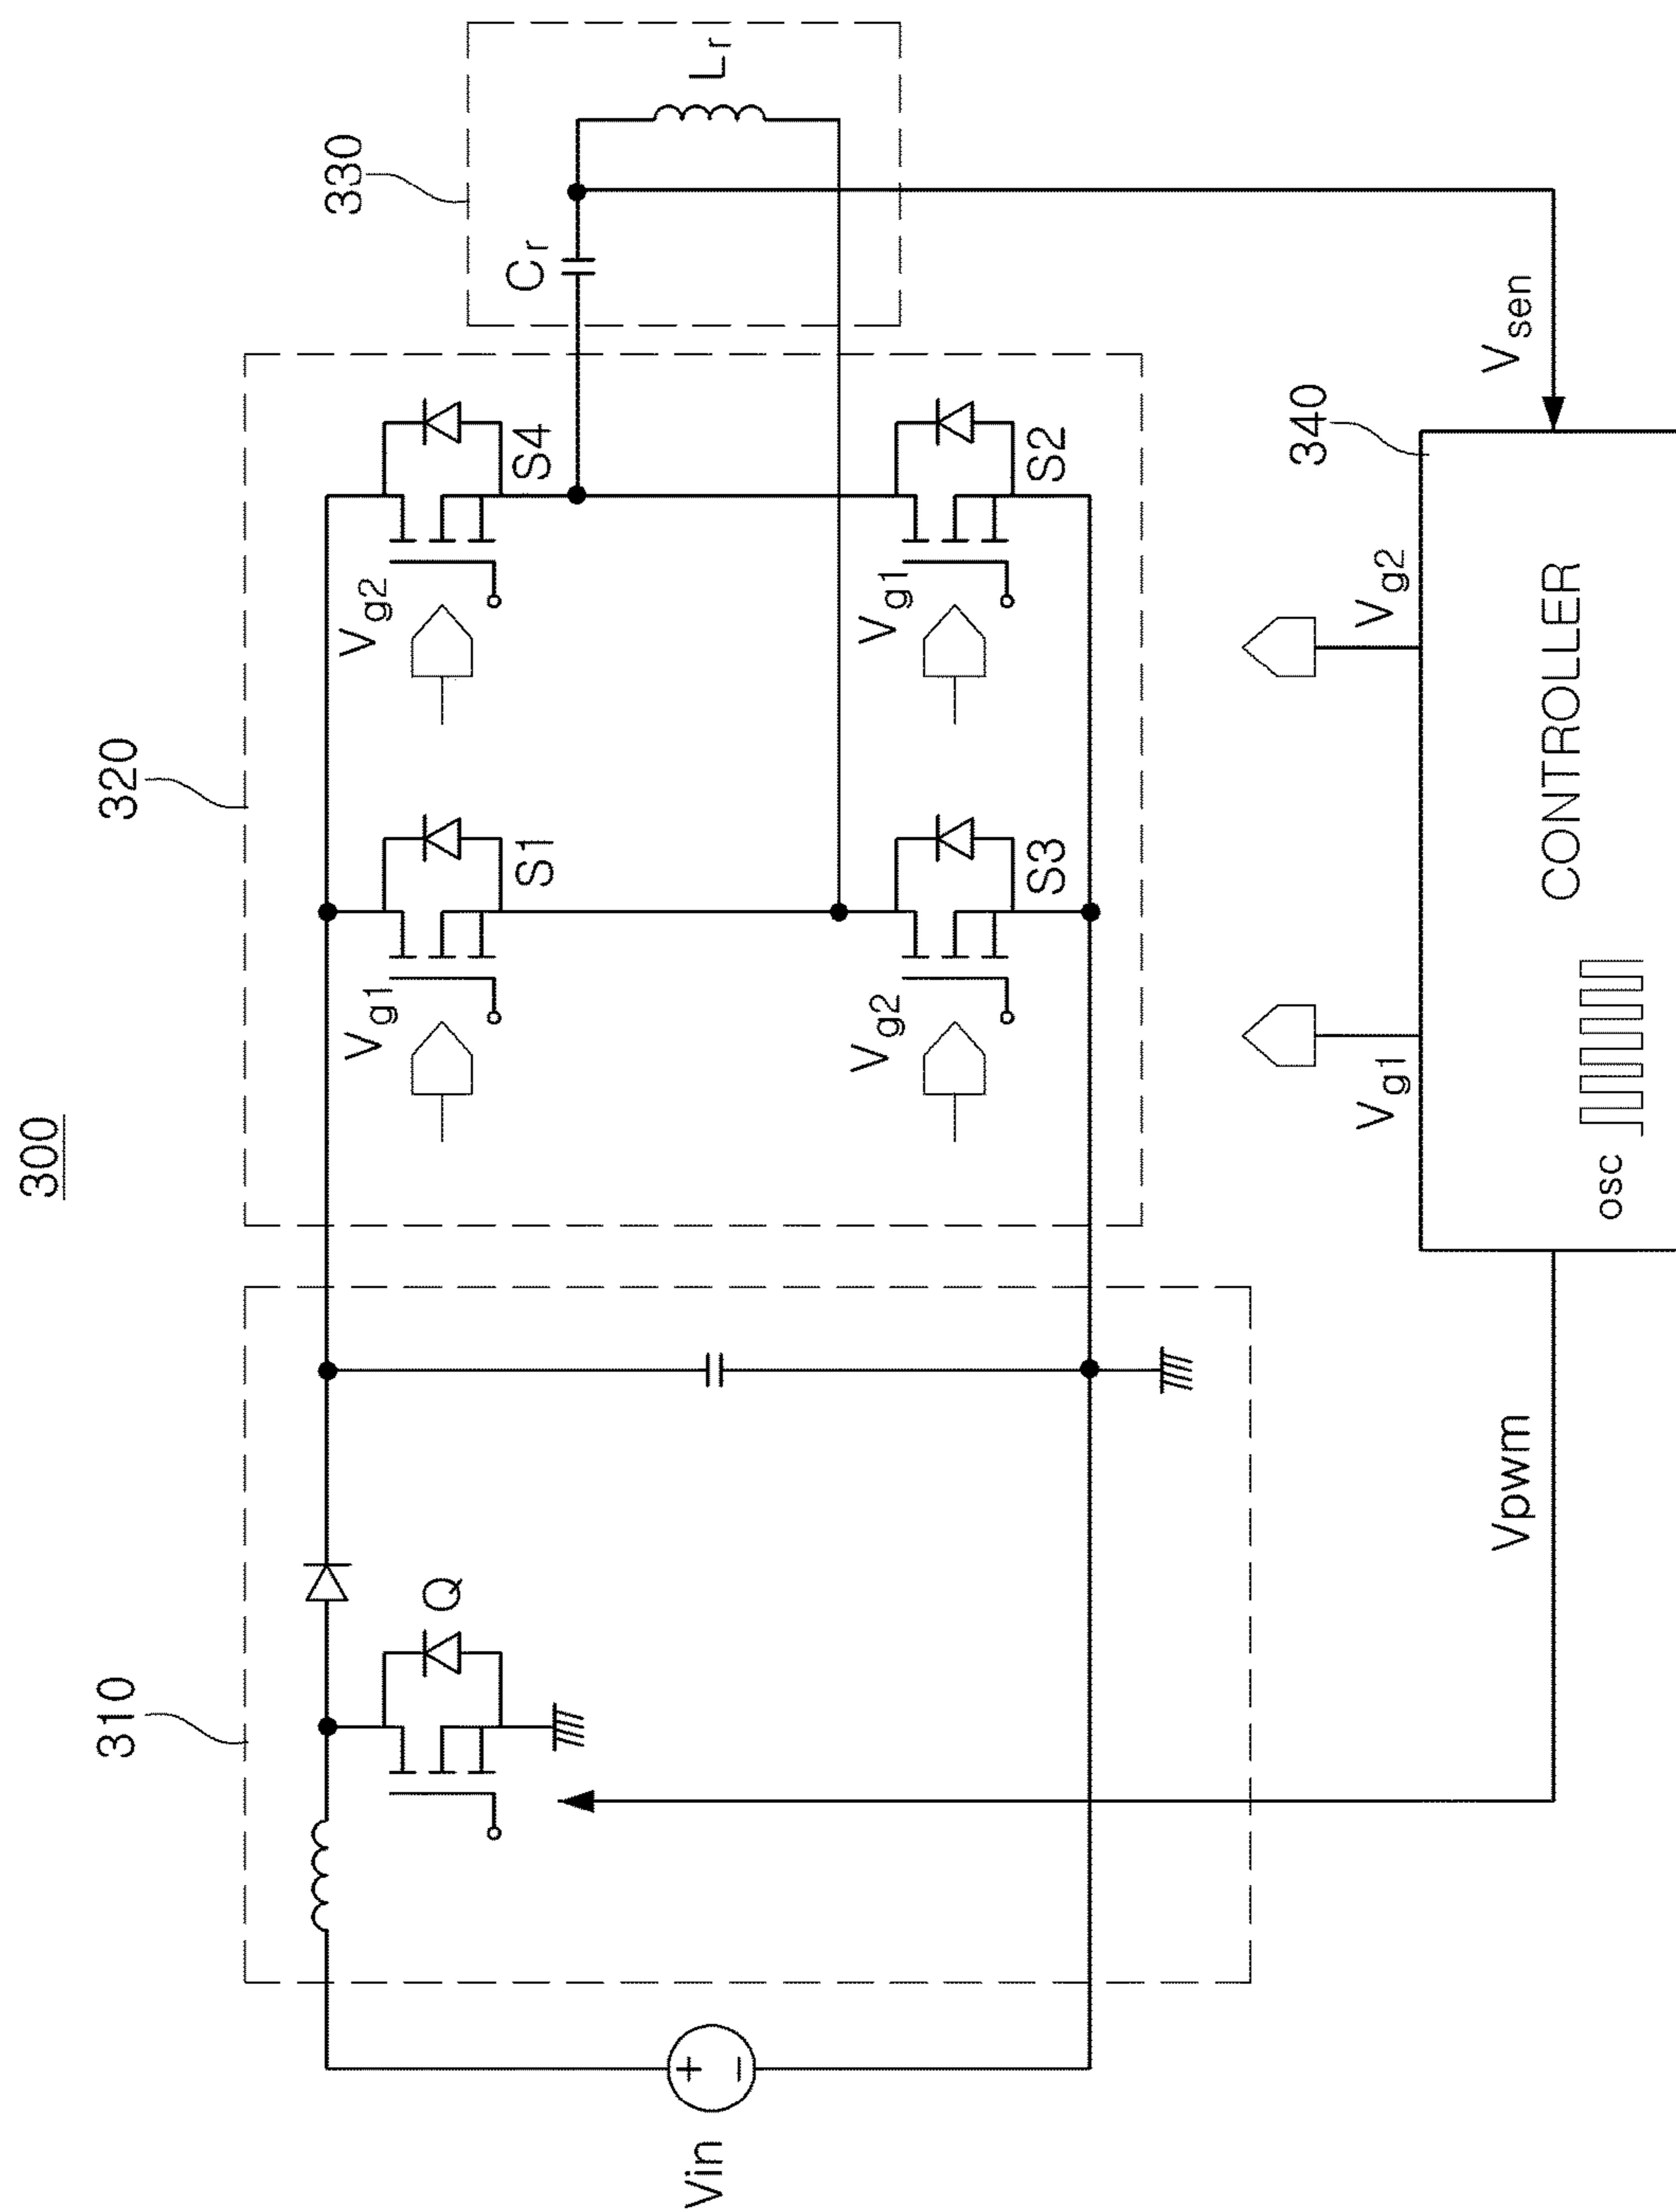 300
310
320
330
Vg1
S1
Vg2
S4
Cr
Lr
Q
Vin
Vg2
S3
Vg1
S2
340
Vg1
Vg2
Vsen
Vpwm
osc
CONTROLLER